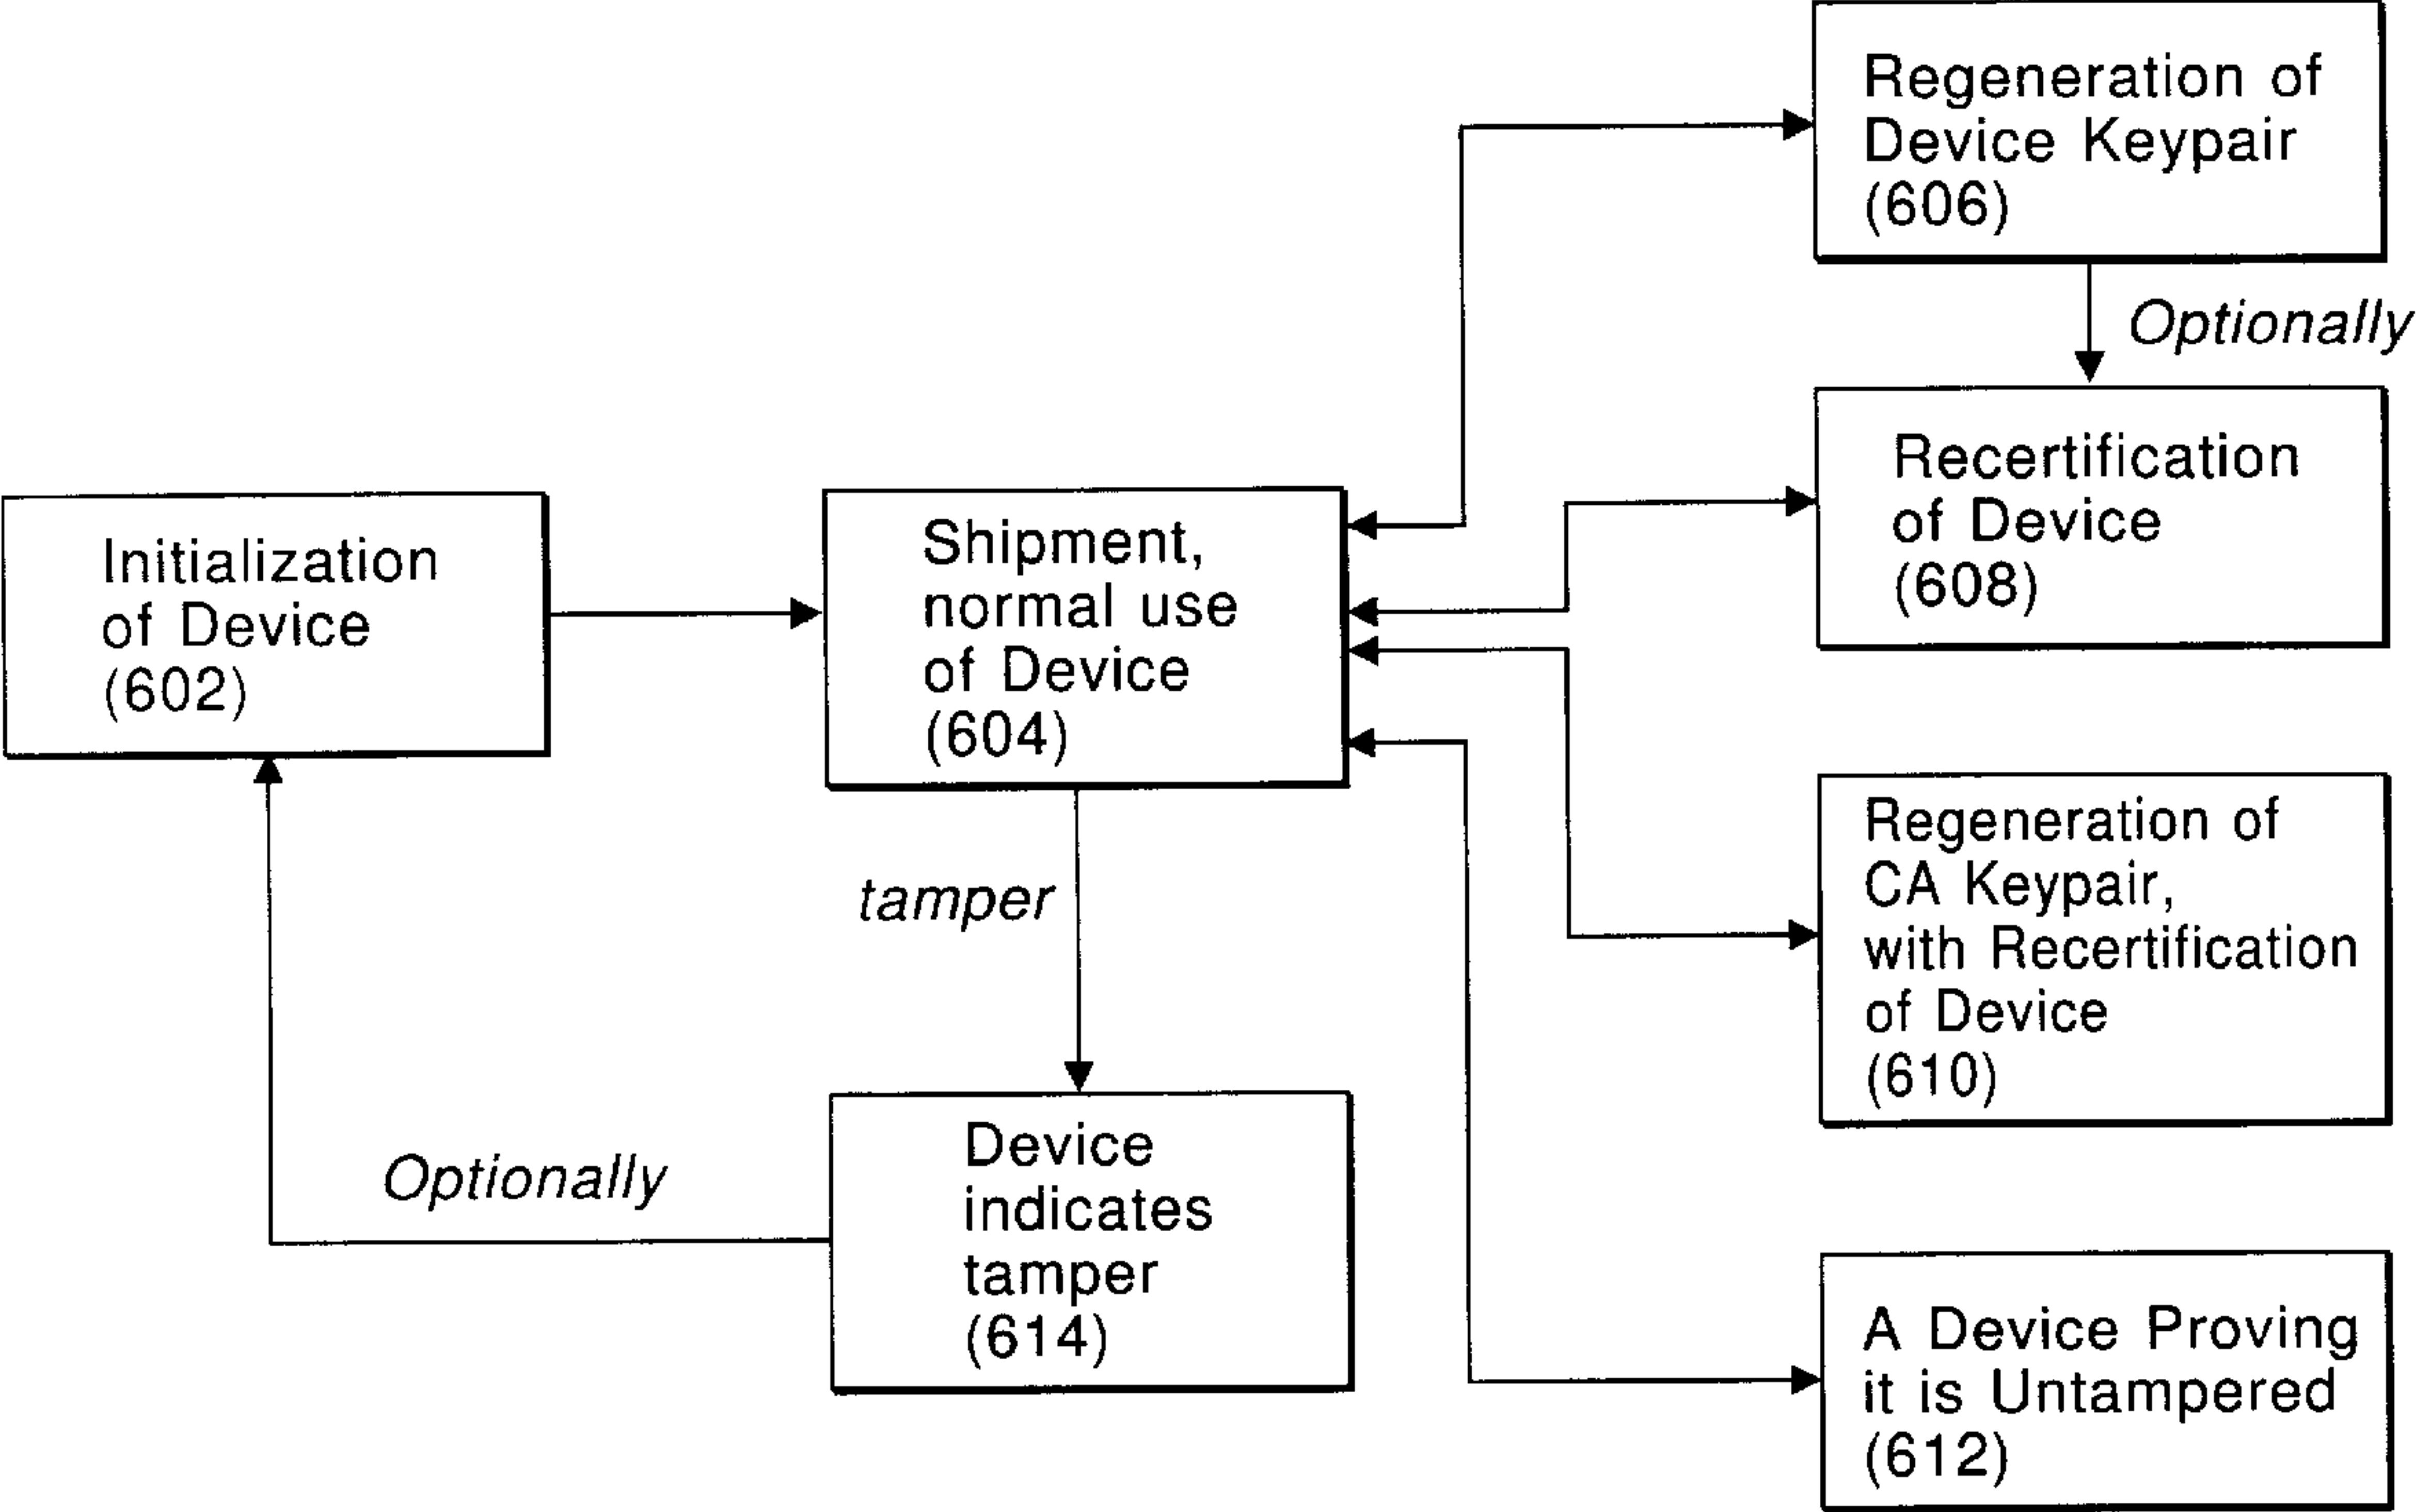 Regeneration of
Device Keypair
(606)
Optionally
Recertification
of Device
(608)
Initialization
of Device
(602)
Shipment,
normal use
of Device
(604)
tamper
Regeneration of
CA Keypair,
with Recertification
of Device
(610)
Optionally
Device
indicates
tamper
(614)
A Device Proving
it is Untampered
(612)